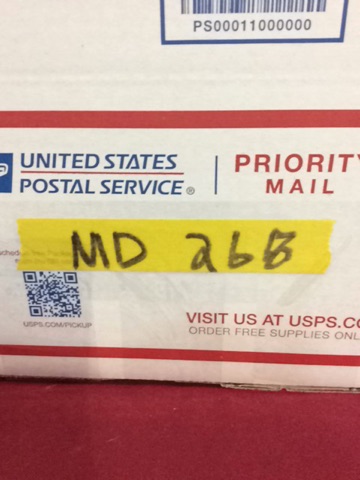 PS00011000000
UNITED STATES
POSTAL SERVICE®
PRIORITY
MAIL
MD 26B
USPS.COM/PICKUP
VISIT US AT USPS.CO
ORDER FREE SUPPLIES ONL